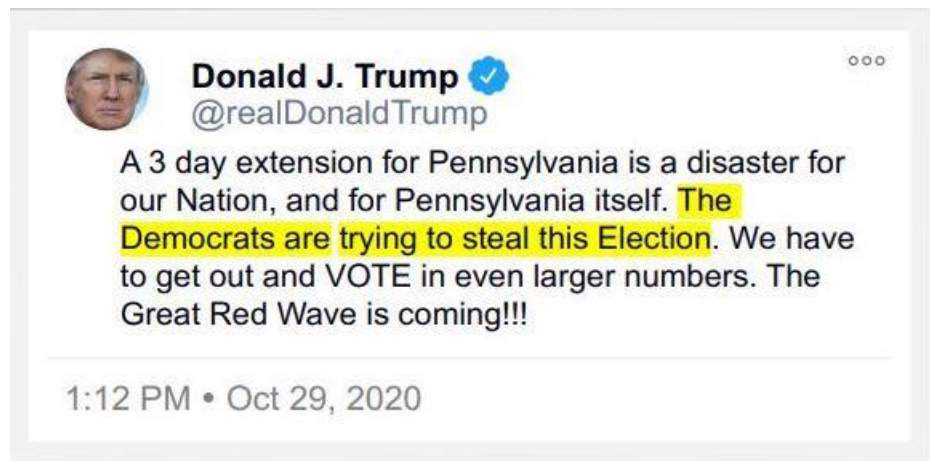 Donald J. Trump
@realDonaldTrump
A 3 day extension for Pennsylvania is a disaster for
our Nation, and for Pennsylvania itself. The
Democrats are trying to steal this Election. We have
to get out and VOTE in even larger numbers. The
Great Red Wave is coming!!!
1:12 PM • Oct 29, 2020